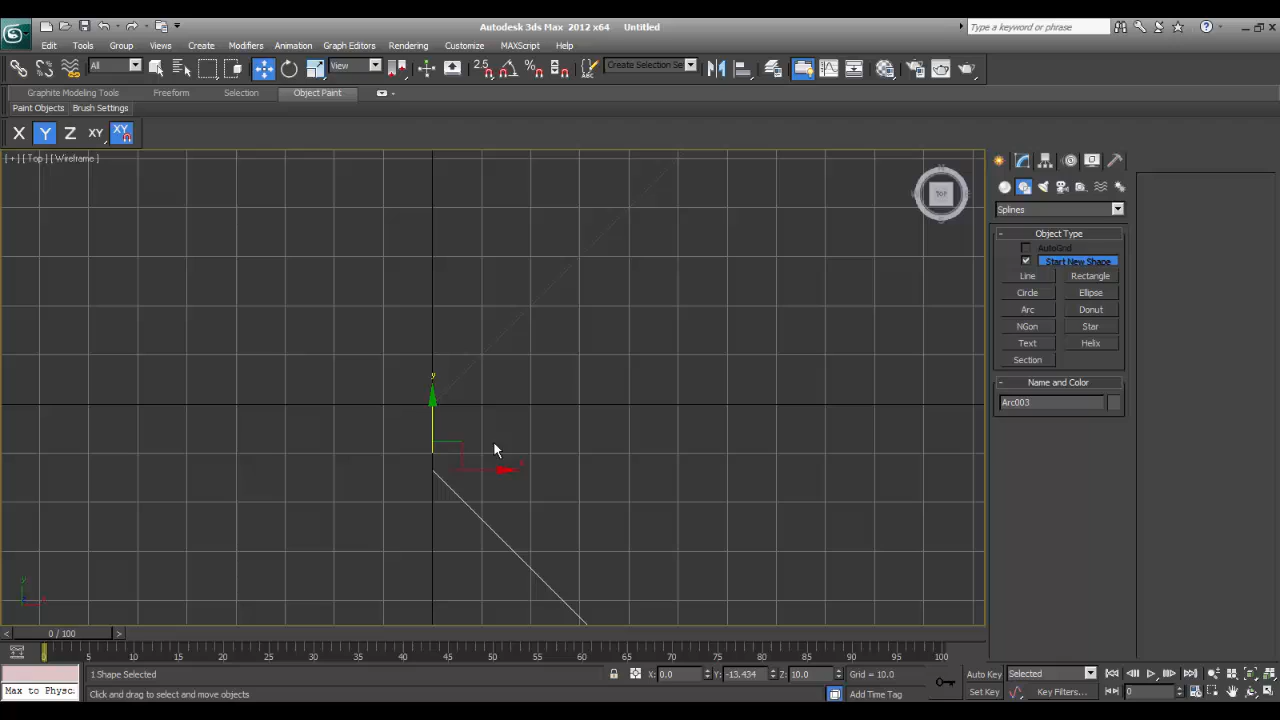 Autodesk 3ds Max 2012 x64 Untitled
Type a keyword or phrase
Edit Tools Group Views Create Modifiers Animation Graph Editors Rendering Customize MAXScript Help
All View 2.5 Create Selection Se
Graphite Modeling Tools Freeform Selection Object Paint
Paint Objects Brush Settings
X Y Z XY XY
[ + ] [ Top ] [ Wireframe ]
TOP
Splines
- Object Type
AutoGrid
Start New Shape
Line Rectangle
Circle Ellipse
Arc Donut
NGon Star
Text Helix
Section
- Name and Color
Arc003
y
x
0 / 100
0 5 10 15 20 25 30 35 40 45 50 55 60 65 70 75 80 85 90 95 100
1 Shape Selected X: 0.0 Y: -13.434 Z: 10.0 Grid = 10.0 Auto Key Selected
Max to Physc. Click and drag to select and move objects Add Time Tag Set Key Key Filters... 0